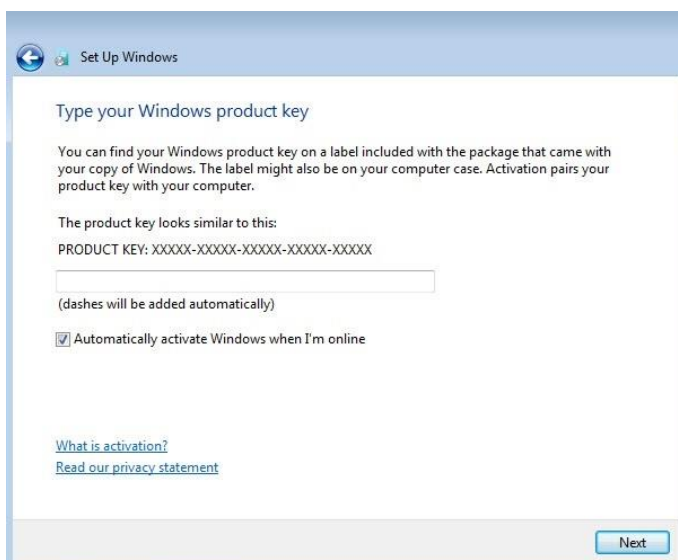 Set Up Windows
Type your Windows product key
You can find your Windows product key on a label included with the package that came with
your copy of Windows. The label might also be on your computer case. Activation pairs your
product key with your computer.
The product key looks similar to this:
PRODUCT KEY: XXXXX-XXXXX-XXXXX-XXXXX-XXXXX
(dashes will be added automatically)
Automatically activate Windows when I'm online
What is activation?
Read our privacy statement
Next